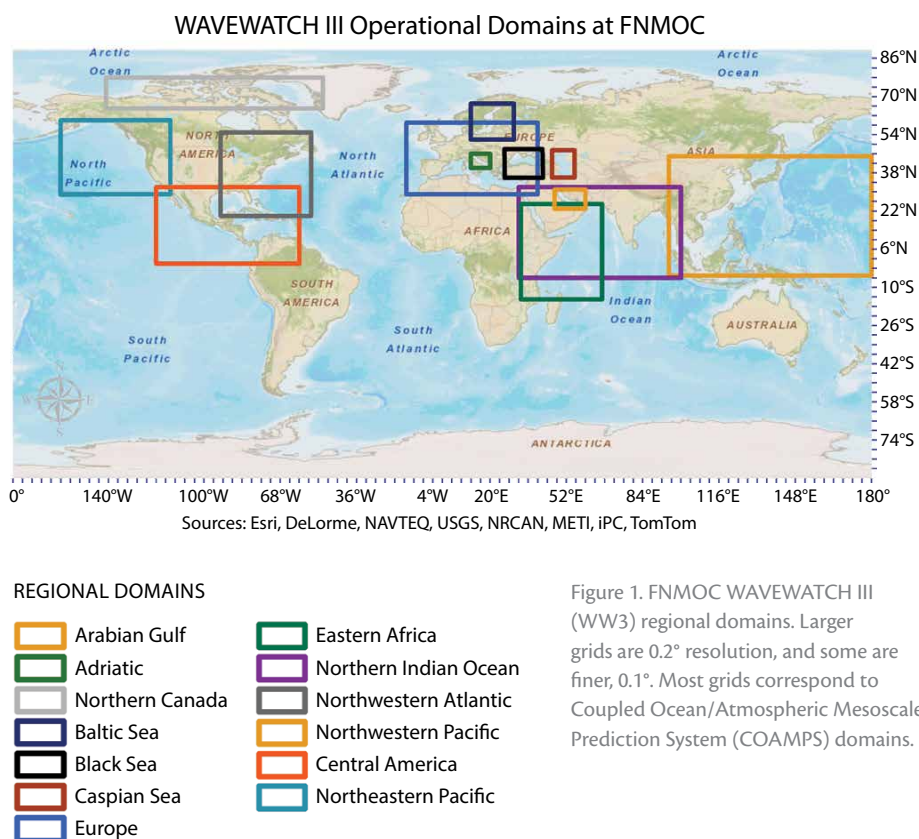 WAVEWATCH III Operational Domains at FNMOC
Arctic
Ocean
Arctic
Ocean
86°N
70°N
54°N
38°N
22°N
6°N
10°S
26°S
42°S
58°S
74°S
NORTH
AMERICA
North
Pacific
North
Atlantic
EUROPE
ASIA
AFRICA
SOUTH
AMERICA
Indian
Ocean
South
Pacific
South
Atlantic
AUSTRALIA
N
W
E
S
ANTARCTICA
0° 140°W 100°W 68°W 36°W 4°W 20°E 52°E 84°E 116°E 148°E 180°
Sources: Esri, DeLorme, NAVTEQ, USGS, NRCAN, METI, iPC, TomTom
REGIONAL DOMAINS
Arabian Gulf
Adriatic
Northern Canada
Baltic Sea
Black Sea
Caspian Sea
Europe
Eastern Africa
Northern Indian Ocean
Northwestern Atlantic
Northwestern Pacific
Central America
Northeastern Pacific
Figure 1. FNMOC WAVEWATCH III
(WW3) regional domains. Larger
grids are 0.2° resolution, and some are
finer, 0.1°. Most grids correspond to
Coupled Ocean/Atmospheric Mesoscale
Prediction System (COAMPS) domains.